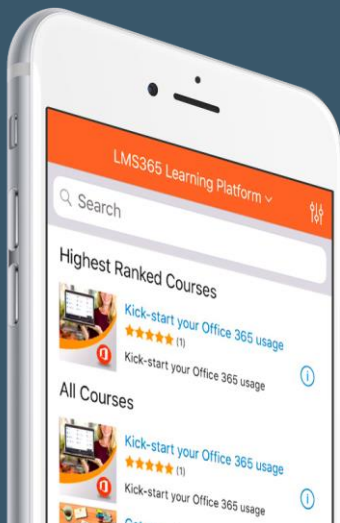 LMS365 Learning Platform
Search
Highest Ranked Courses
Kick-start your Office 365 usage
(1)
Kick-start your Office 365 usage
All Courses
Kick-start your Office 365 usage
(1)
Kick-start your Office 365 usage